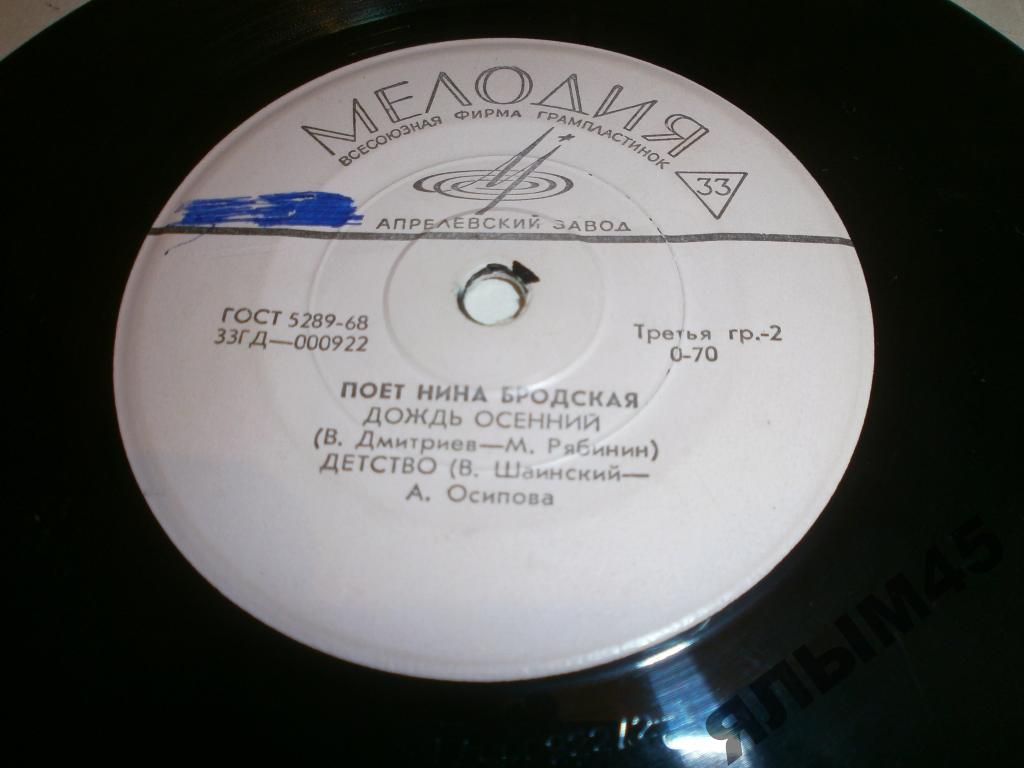 МЕЛОДИЯ
ВСЕСОЮЗНАЯ ФИРМА ГРАМПЛАСТИНОК
33
АПРЕЛЕВСКИЙ ЗАВОД
ГОСТ 5289-68
33ГД—000922
Третья гр.-2
0-70
ПОЕТ НИНА БРОДСКАЯ
ДОЖДЬ ОСЕННИЙ
(В. Дмитриев—М. Рябинин)
ДЕТСТВО (В. Шаинский—
А. Осипова
ЯЛЫМ45